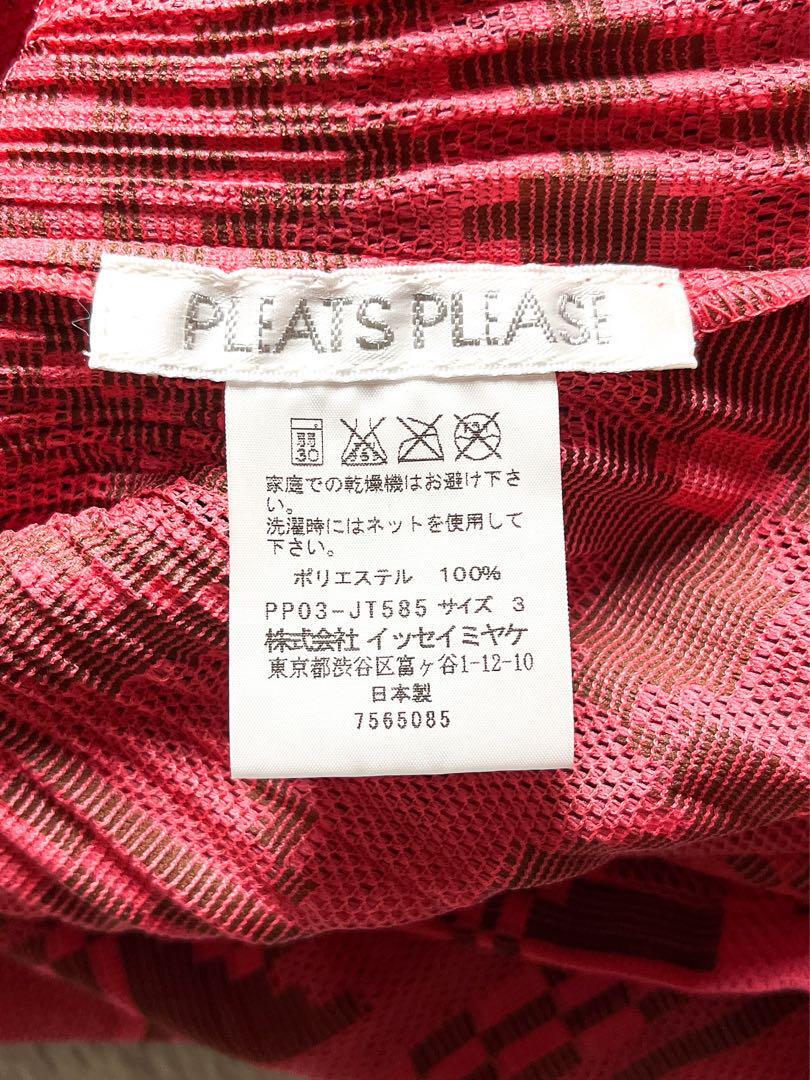 PLEATS PLEASE
弱
30
家庭での乾燥機はお避け下さ
い。
洗濯時にはネットを使用して
下さい。
ポリエステル 100%
PP03-JT585 サイズ 3
株式会社 イッセイミヤケ
東京都渋谷区富ヶ谷1-12-10
日本製
7565085